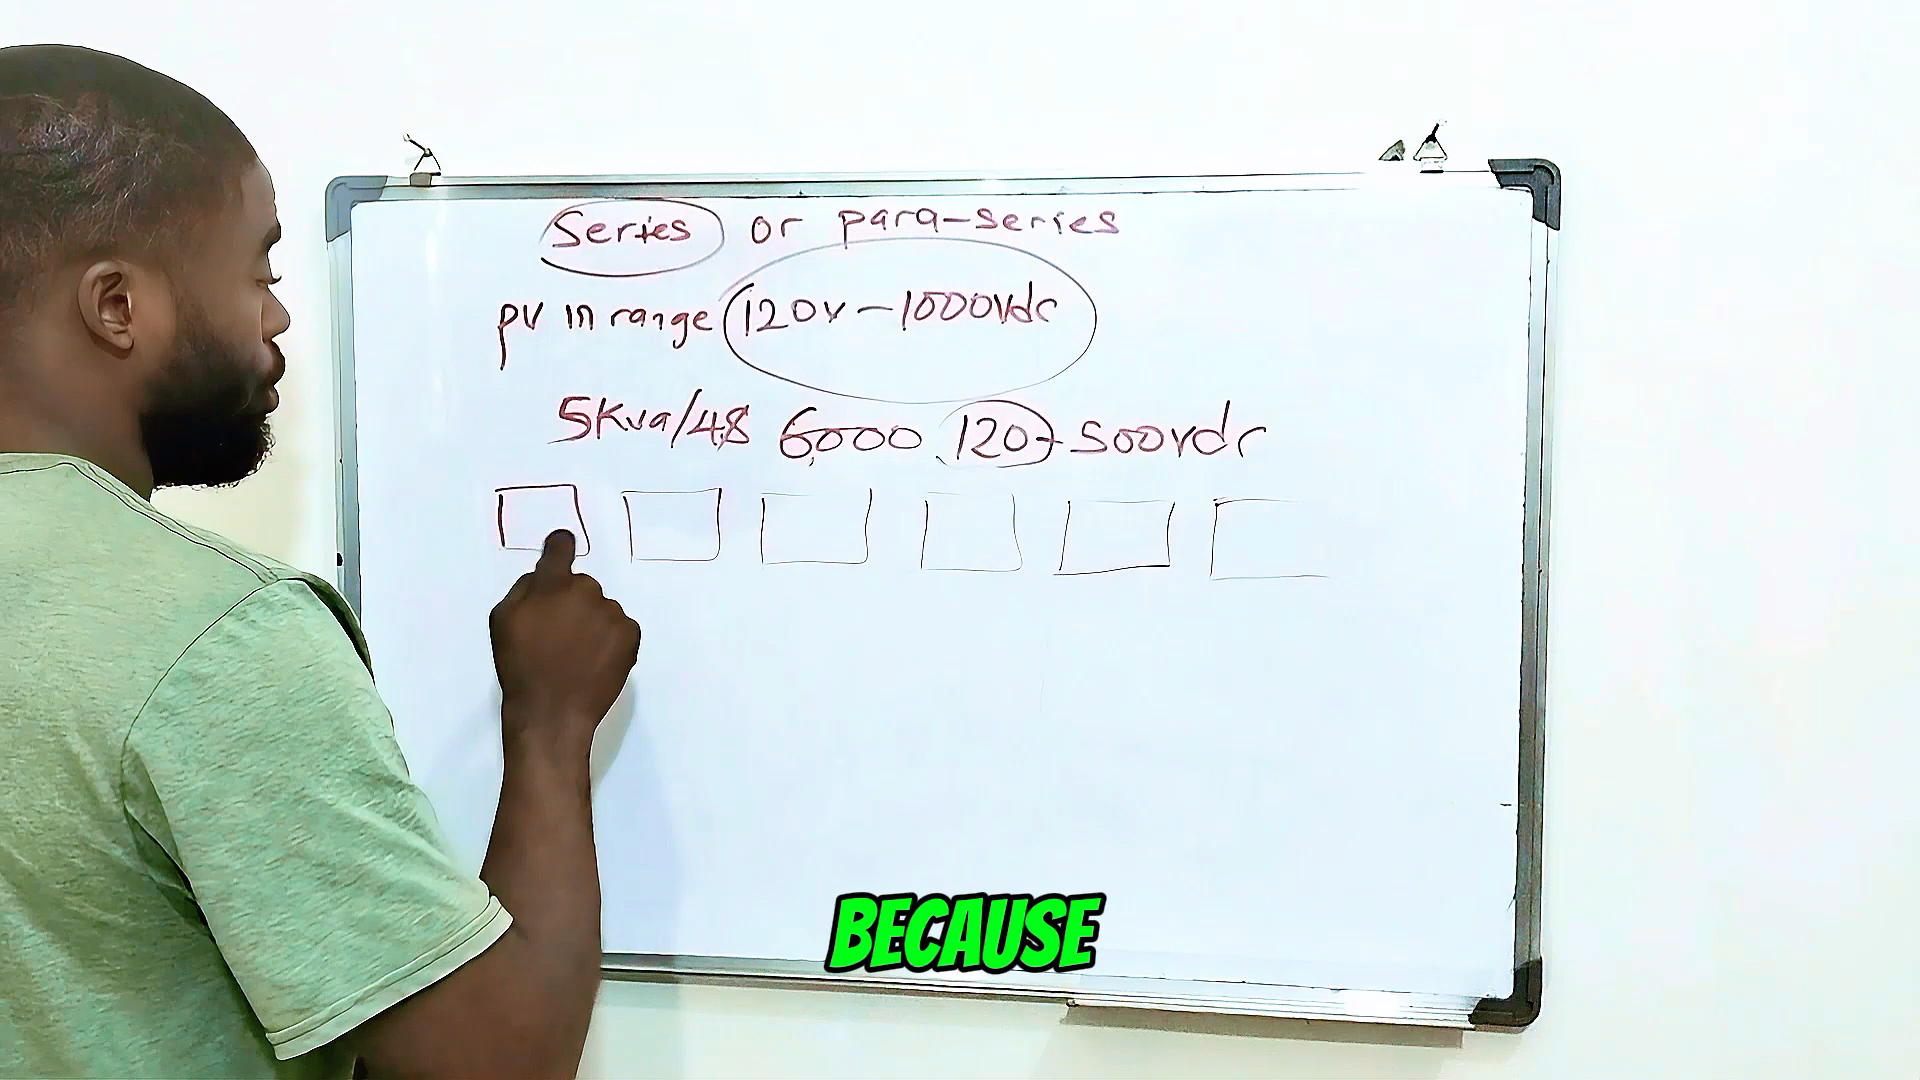 Series or para-series
PV in range 120v-1000Vdc
5Kva/48 6,000 120-500vdc
BECAUSE